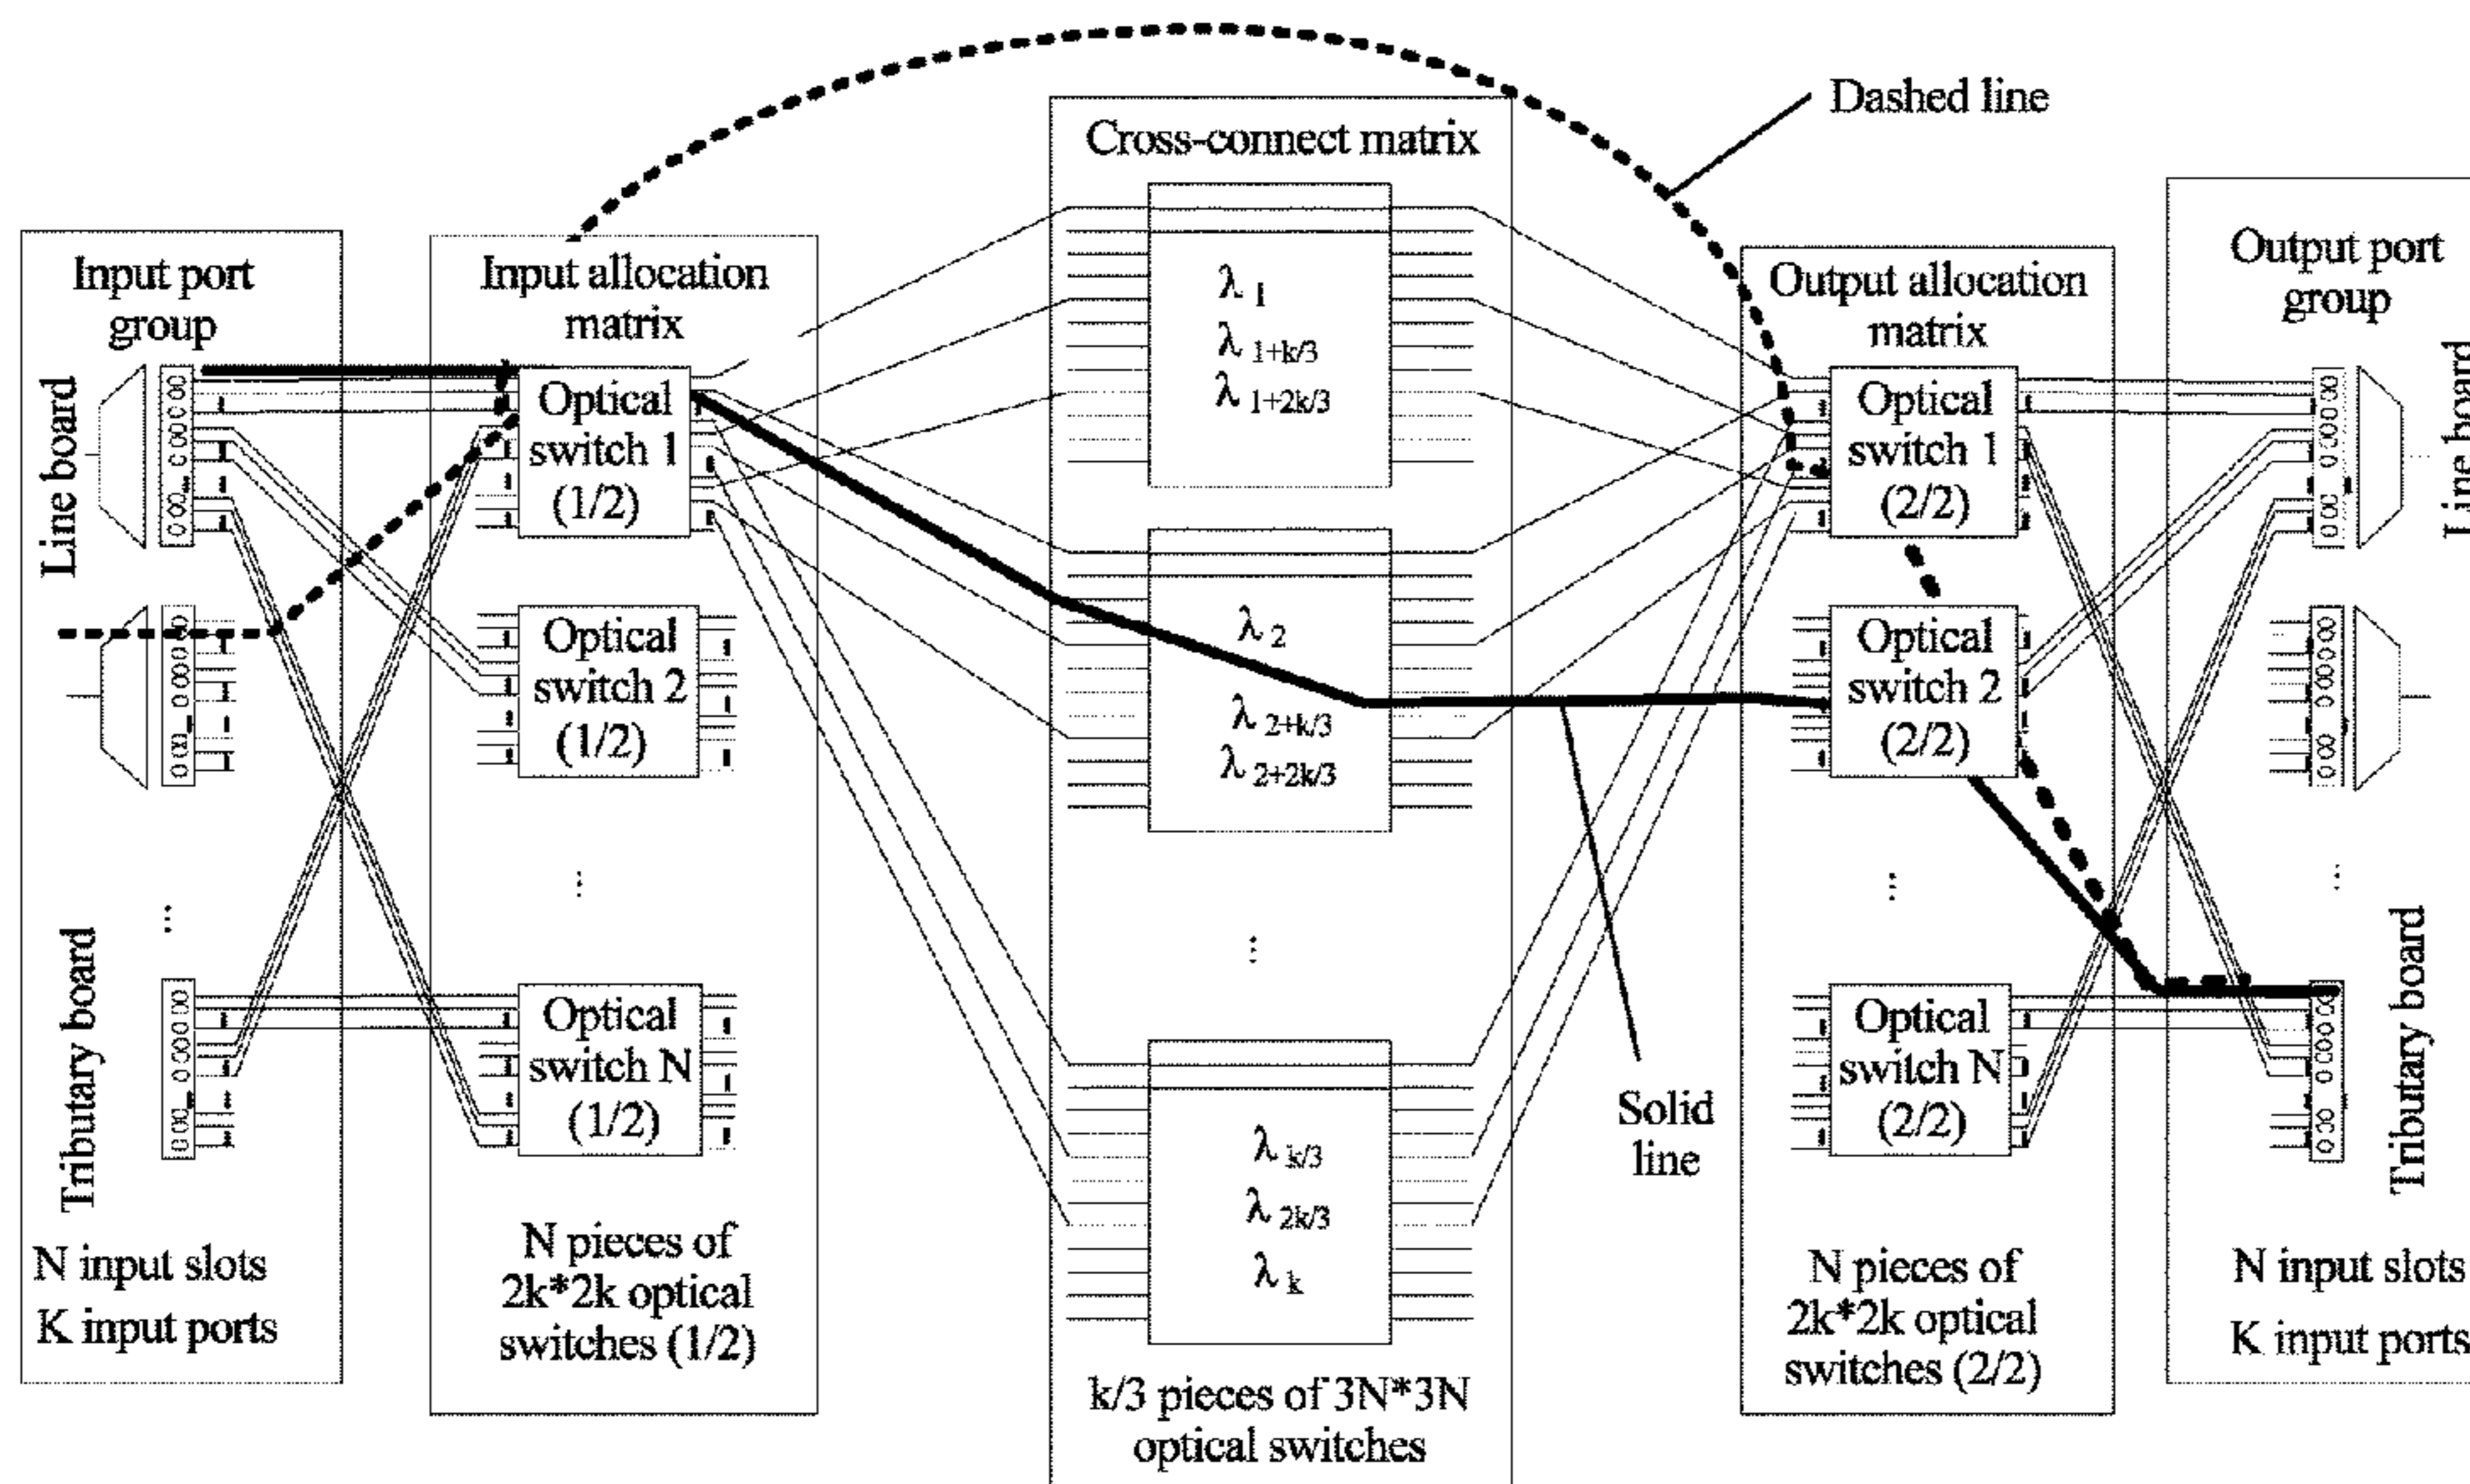 Dashed line
Cross-connect matrix
Input port
group
Line board
Tributary board
N input slots
K input ports
Input allocation
matrix
Optical
switch 1
(1/2)
Optical
switch 2
(1/2)
...
Optical
switch N
(1/2)
N pieces of
2k*2k optical
switches (1/2)
λ 1
λ 1+k/3
λ 1+2k/3
λ 2
λ 2+k/3
λ 2+2k/3
...
λ k/3
λ 2k/3
λ k
k/3 pieces of 3N*3N
optical switches
Solid
line
Output allocation
matrix
Optical
switch 1
(2/2)
Optical
switch 2
(2/2)
...
Optical
switch N
(2/2)
N pieces of
2k*2k optical
switches (2/2)
Output port
group
Line board
Tributary board
N input slots
K input ports